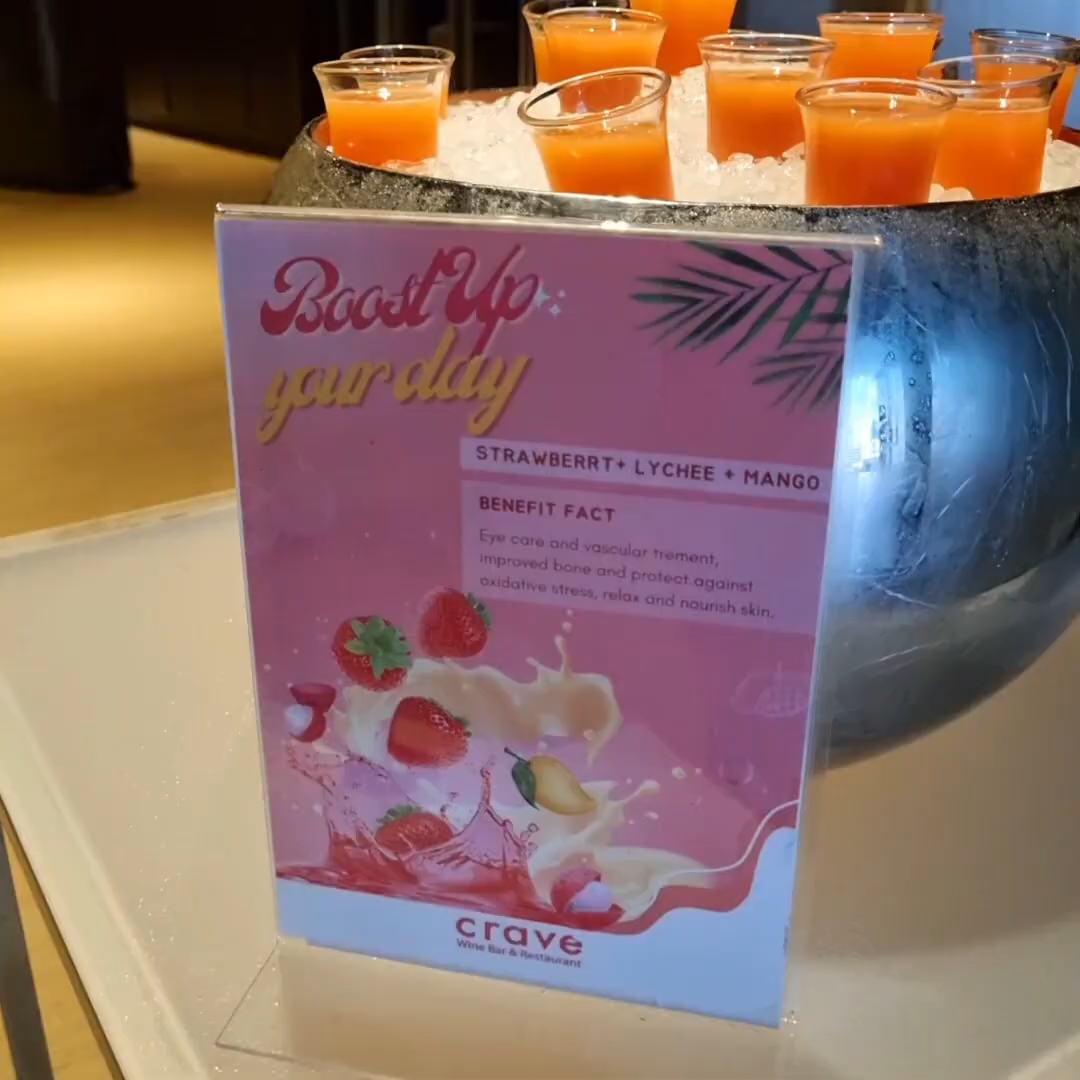 Boost Up
your day
STRAWBERRT+ LYCHEE + MANGO
BENEFIT FACT
Eye care and vascular trement,
improved bone and protect against
oxidative stress, relax and nourish skin.
crave
Wine Bar & Restaurant